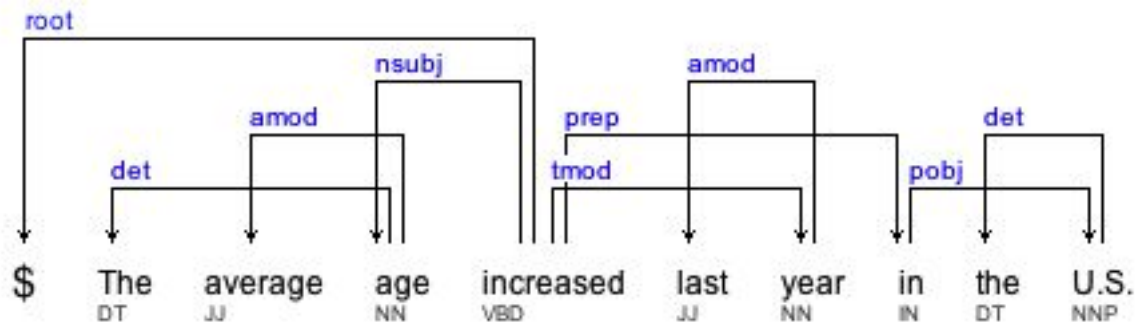 root
nsubj amod
amod prep det
det tmod pobj
$ The average age increased last year in the U.S.
DT JJ NN VBD JJ NN IN DT NNP